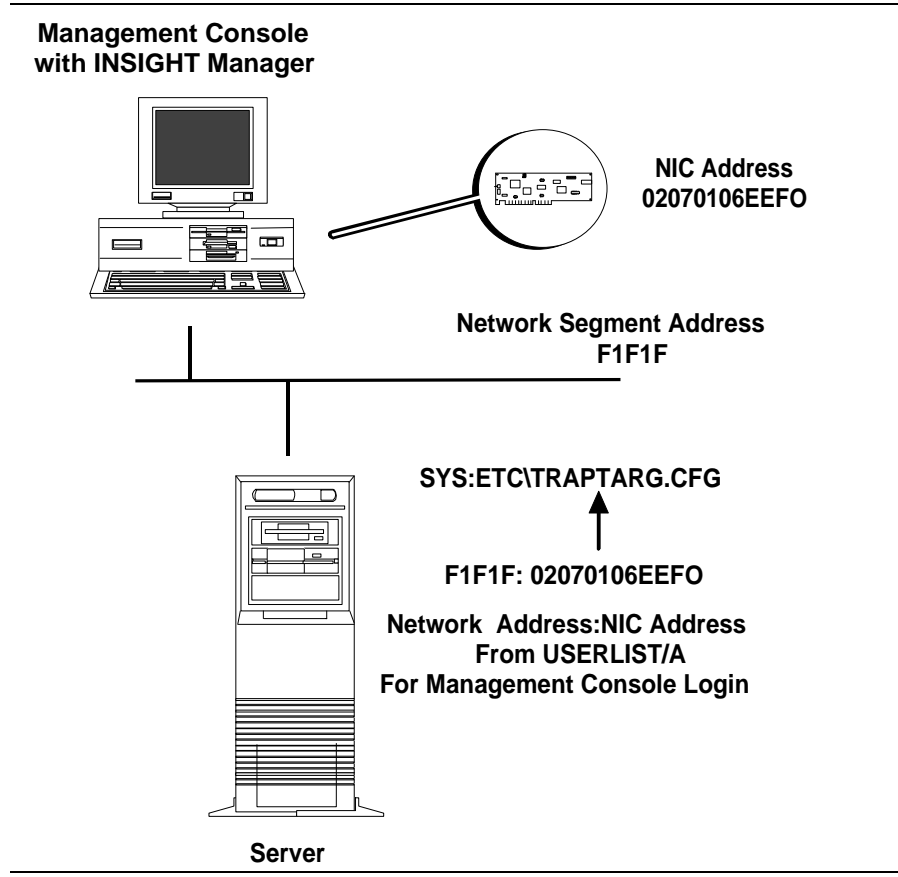 Management Console
with INSIGHT Manager
NIC Address
02070106EEFO
Network Segment Address
F1F1F
SYS:ETC\TRAPTARG.CFG
F1F1F: 02070106EEFO
Network Address:NIC Address
From USERLIST/A
For Management Console Login
Server